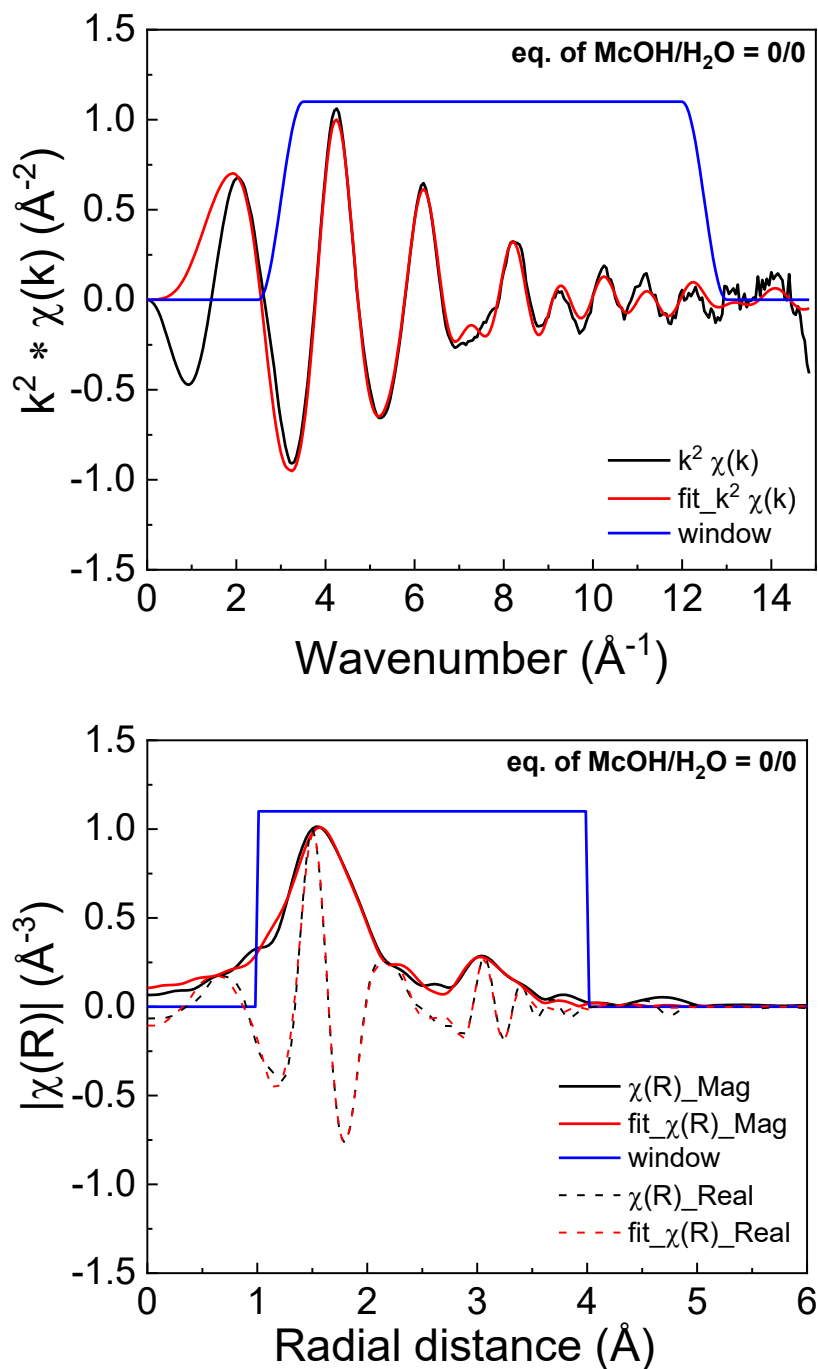 eq. of McOH/H₂O = 0/0
1.5
1.0
0.5
0.0
-0.5
-1.0
-1.5
k² * χ(k) (Å⁻²)
k² χ(k)
fit_k² χ(k)
window
0 2 4 6 8 10 12 14
Wavenumber (Å⁻¹)
eq. of McOH/H₂O = 0/0
1.5
1.0
0.5
0.0
-0.5
-1.0
-1.5
|χ(R)| (Å⁻³)
χ(R)_Mag
fit_χ(R)_Mag
window
χ(R)_Real
fit_χ(R)_Real
0 1 2 3 4 5 6
Radial distance (Å)